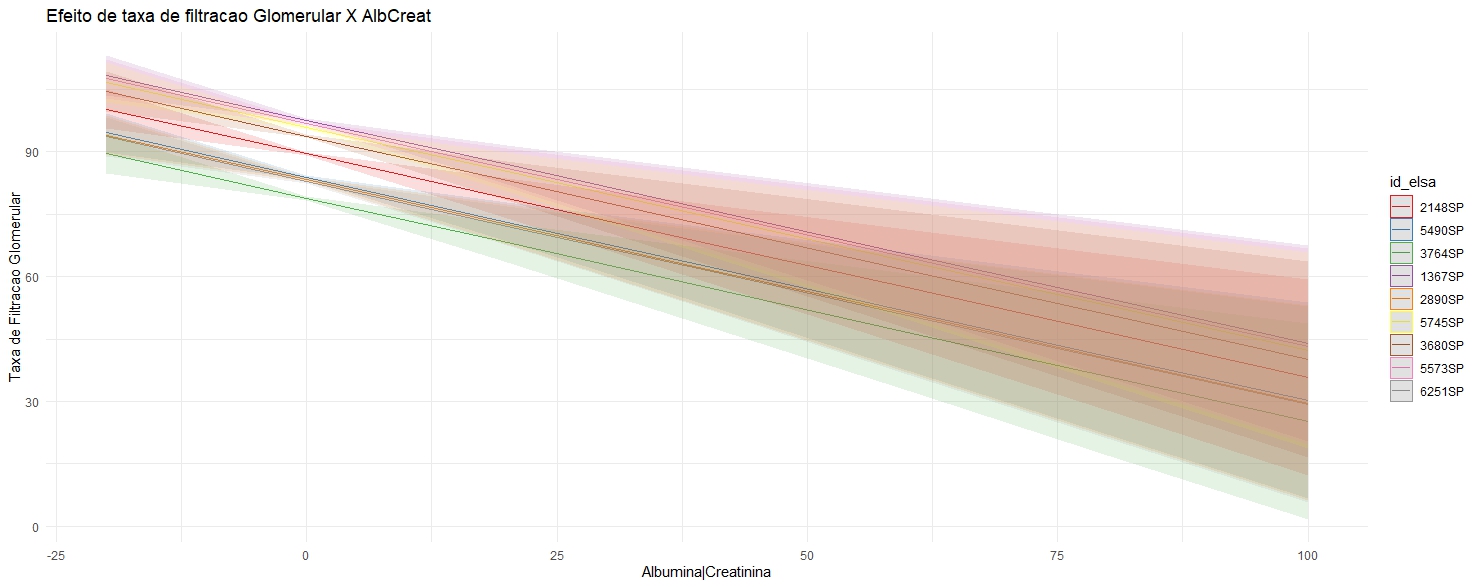 Efeito de taxa de filtracao Glomerular X AlbCreat
Taxa de Filltracao Glomerular
90
60
30
0
-25
0
25
50
75
100
Albumina|Creatinina
id_elsa
2148SP
5490SP
3764SP
1367SP
2890SP
5745SP
3680SP
5573SP
6251SP